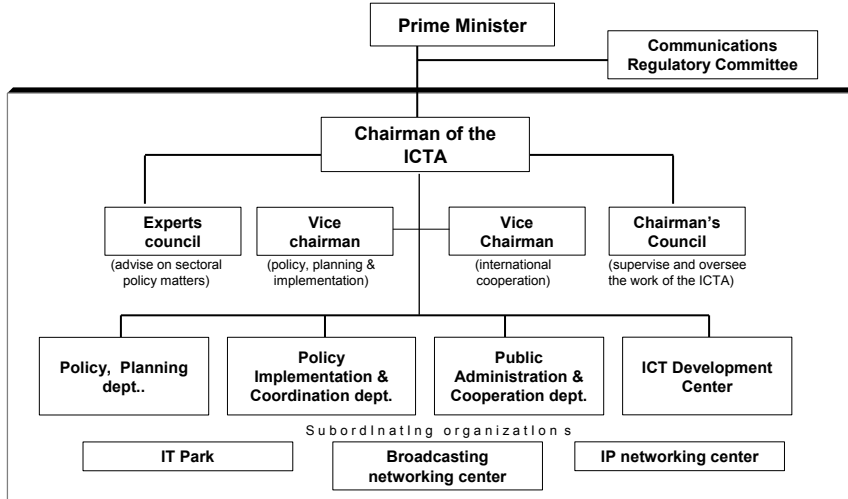 Prime Minister
Communications
Regulatory Committee
Chairman of the
ICTA
Experts
council
(advise on sectoral
policy matters)
Vice
chairman
(policy, planning &
implementation)
Vice
Chairman
(international
cooperation)
Chairman's
Council
(supervise and oversee
the work of the ICTA)
Policy, Planning
dept..
Policy
Implementation &
Coordination dept.
Public
Administration &
Cooperation dept.
ICT Development
Center
SubordInatIng organIzatIons
IT Park
Broadcasting
networking center
IP networking center